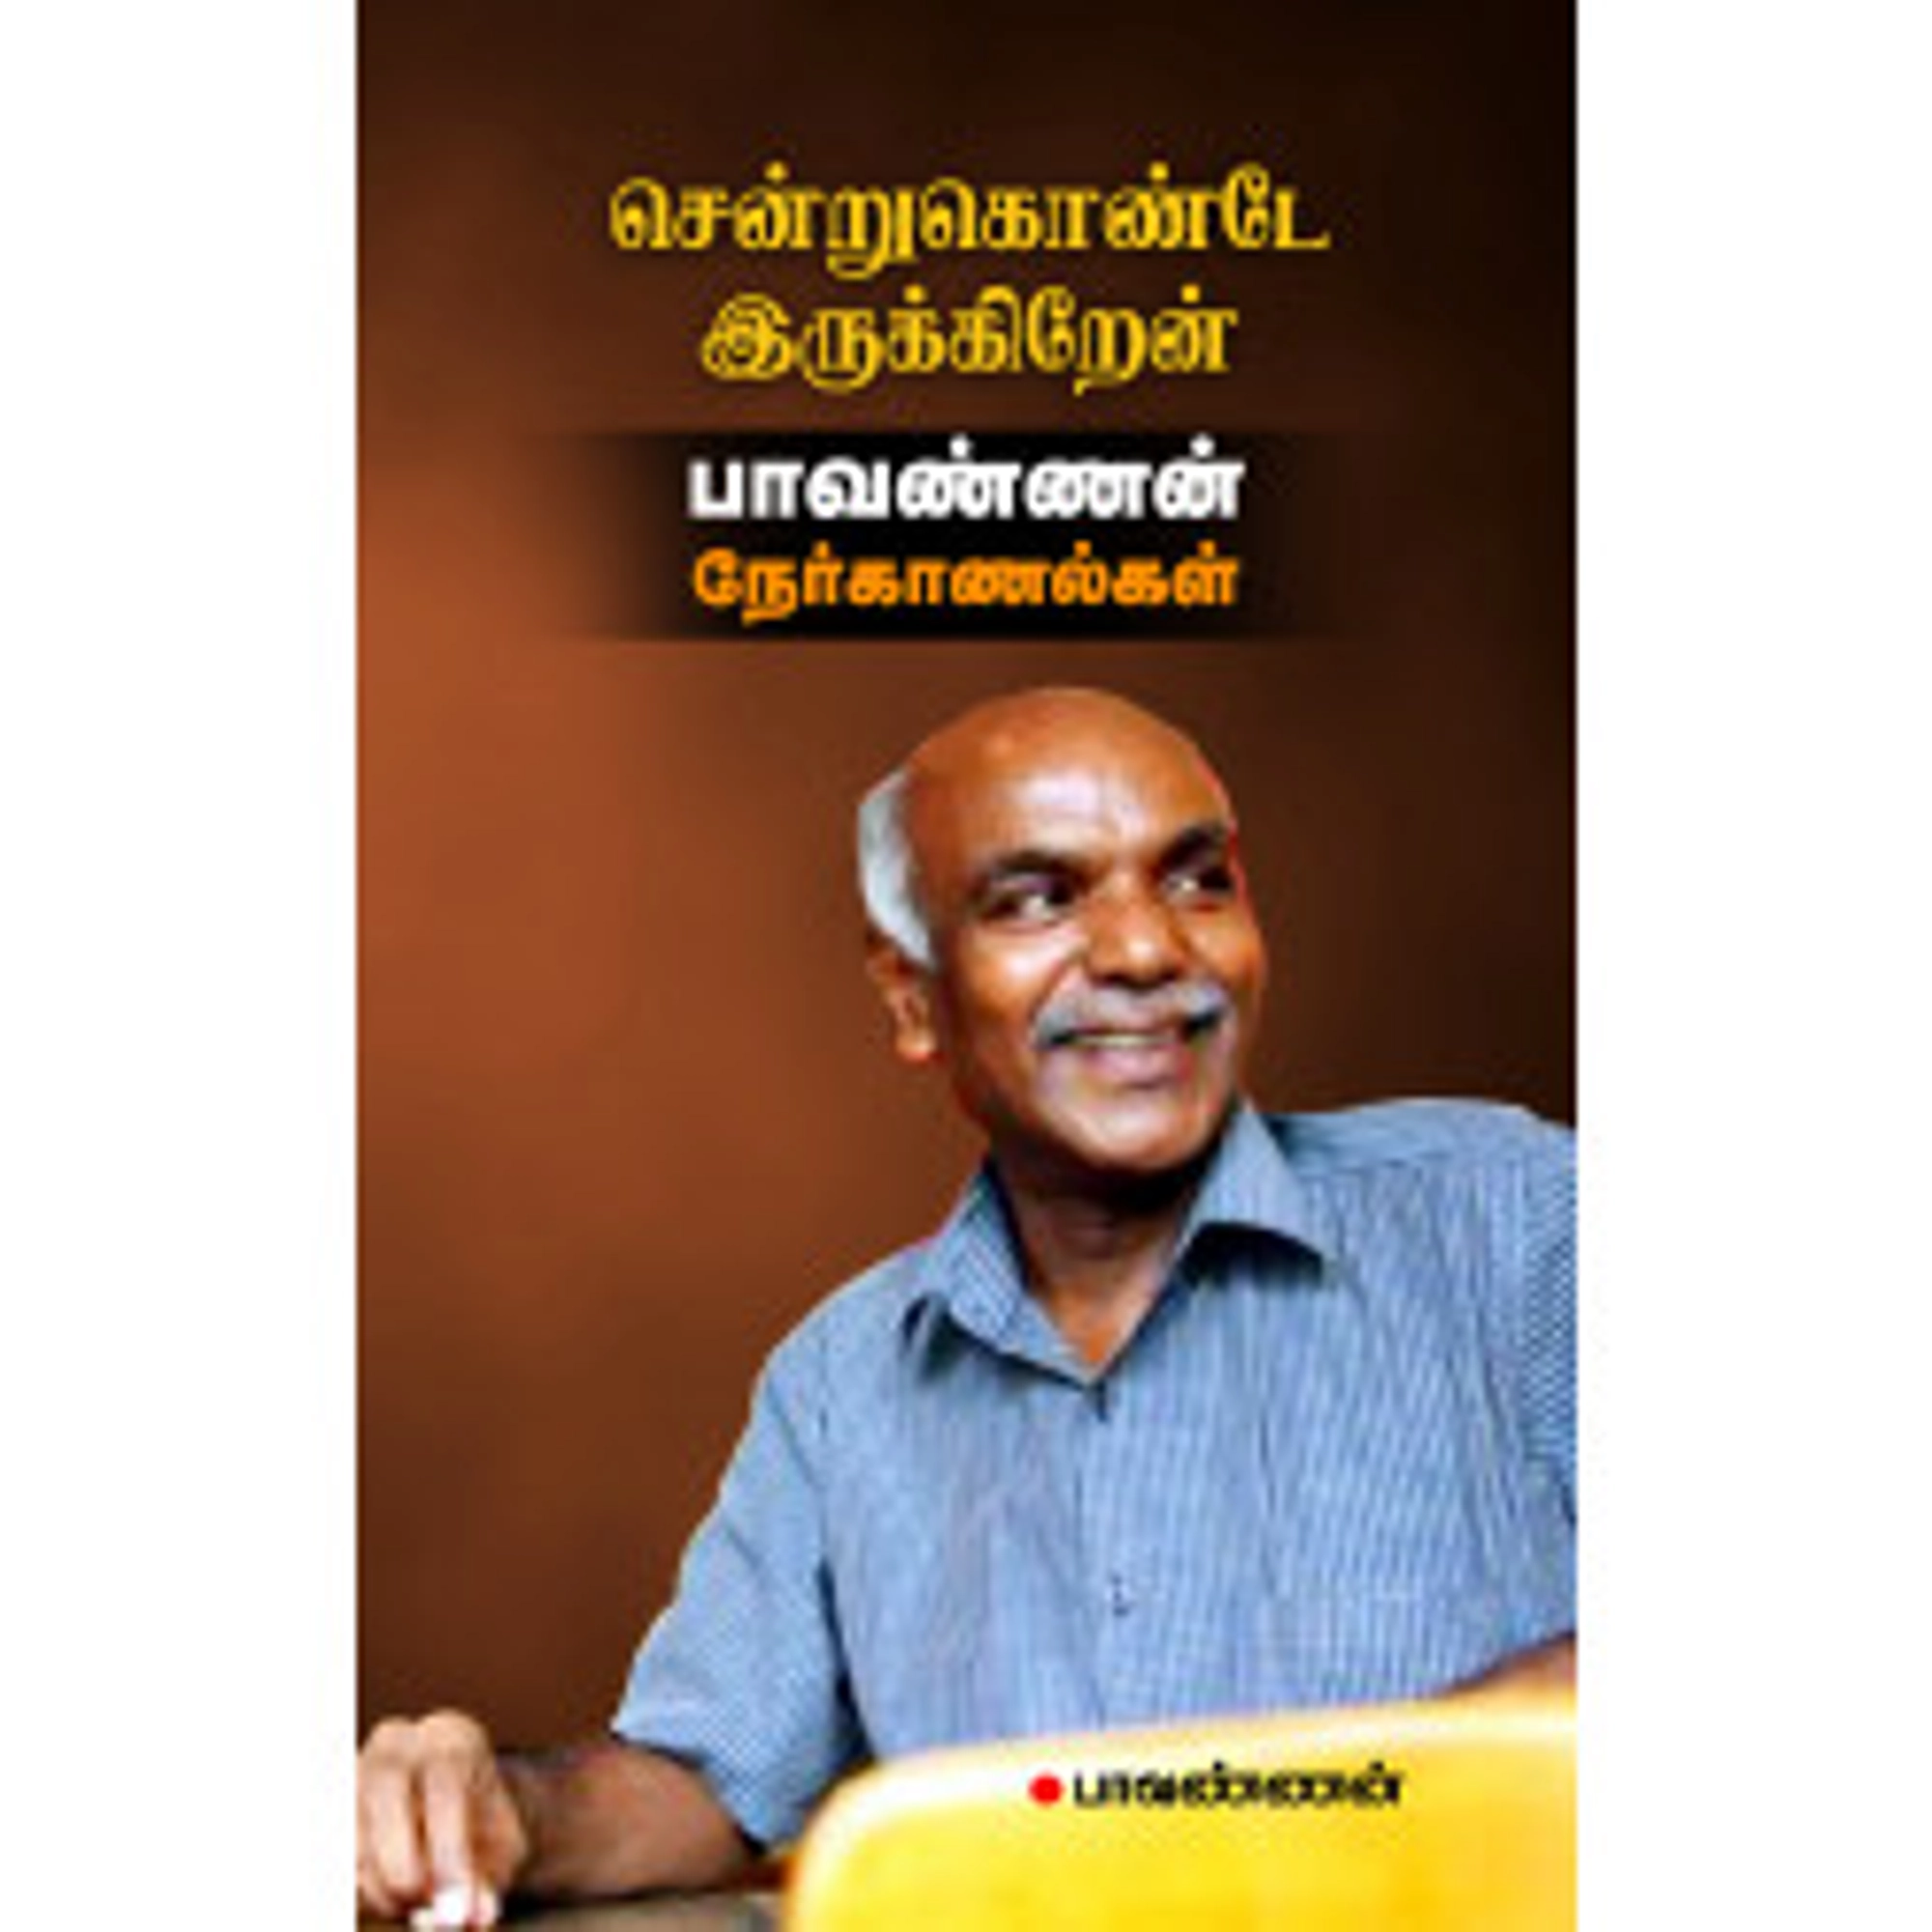 சென்றுகொண்டே
இருக்கிறேன்
பாவண்ணன்
நேர்காணல்கள்
பாவண்ணன்